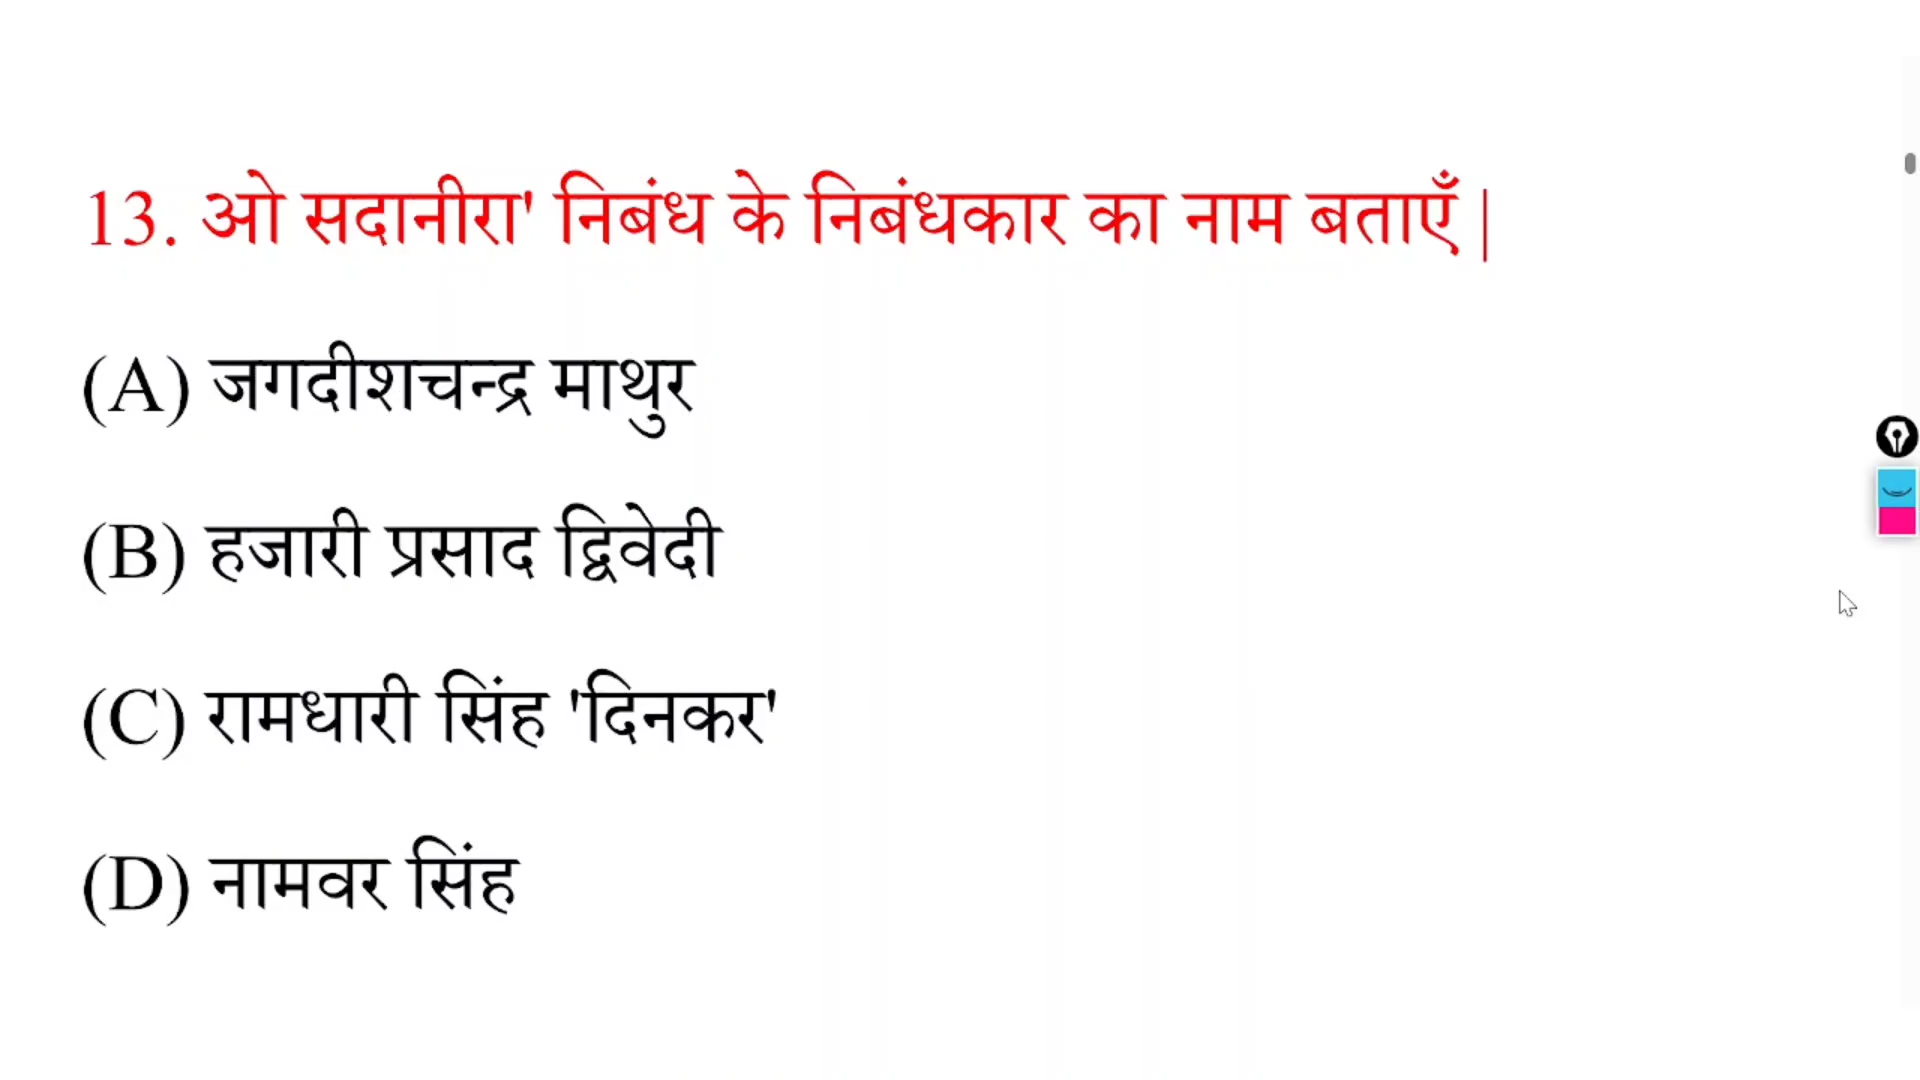 13. ओ सदानीरा' निबंध के निबंधकार का नाम बताएँ|
(A) जगदीशचन्द्र माथुर
(B) हजारी प्रसाद द्विवेदी
(C) रामधारी सिंह 'दिनकर'
(D) नामवर सिंह